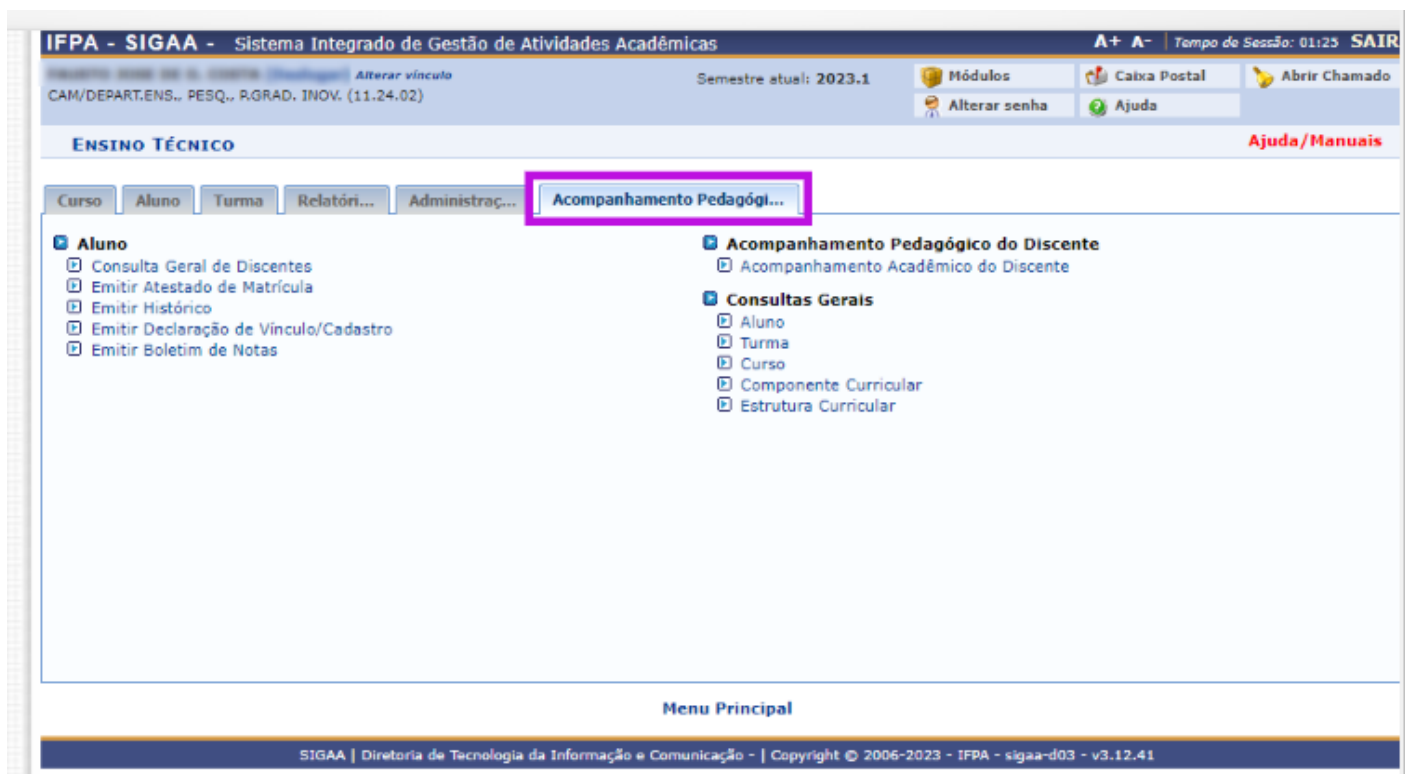 IFPA - SIGAA - Sistema Integrado de Gestão de Atividades Acadêmicas
A+ A- | Tempo de Sessão: 01:25 SAIR
Alterar vínculo
CAM/DEPART.ENS., PESQ., P.GRAD. INOV. (11.24.02)
Semestre atual: 2023.1
Módulos
Caixa Postal
Abrir Chamado
Alterar senha
Ajuda
ENSINO TÉCNICO
Ajuda/Manuais
Curso
Aluno
Turma
Relatóri...
Administraç...
Acompanhamento Pedagógi...
Aluno
Consulta Geral de Discentes
Emitir Atestado de Matrícula
Emitir Histórico
Emitir Declaração de Vínculo/Cadastro
Emitir Boletim de Notas
Acompanhamento Pedagógico do Discente
Acompanhamento Acadêmico do Discente
Consultas Gerais
Aluno
Turma
Curso
Componente Curricular
Estrutura Curricular
Menu Principal
SIGAA | Diretoria de Tecnologia da Informação e Comunicação - | Copyright © 2006-2023 - IFPA - sigaa-d03 - v3.12.41